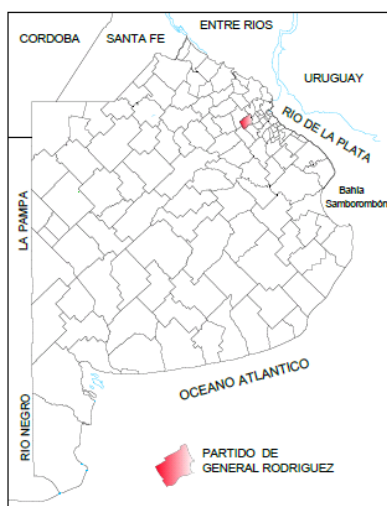 ENTRE RIOS
CORDOBA
SANTA FE
URUGUAY
RIO DE LA PLATA
Bahía
Samborombón
LA PAMPA
OCEANO ATLANTICO
RIO NEGRO
PARTIDO DE
GENERAL RODRIGUEZ